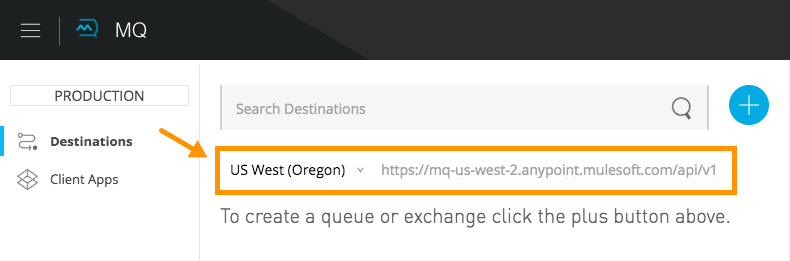 MQ
PRODUCTION
Search Destinations
Destinations
US West (Oregon) https://mq-us-west-2.anypoint.mulesoft.com/api/v1
Client Apps
To create a queue or exchange click the plus button above.